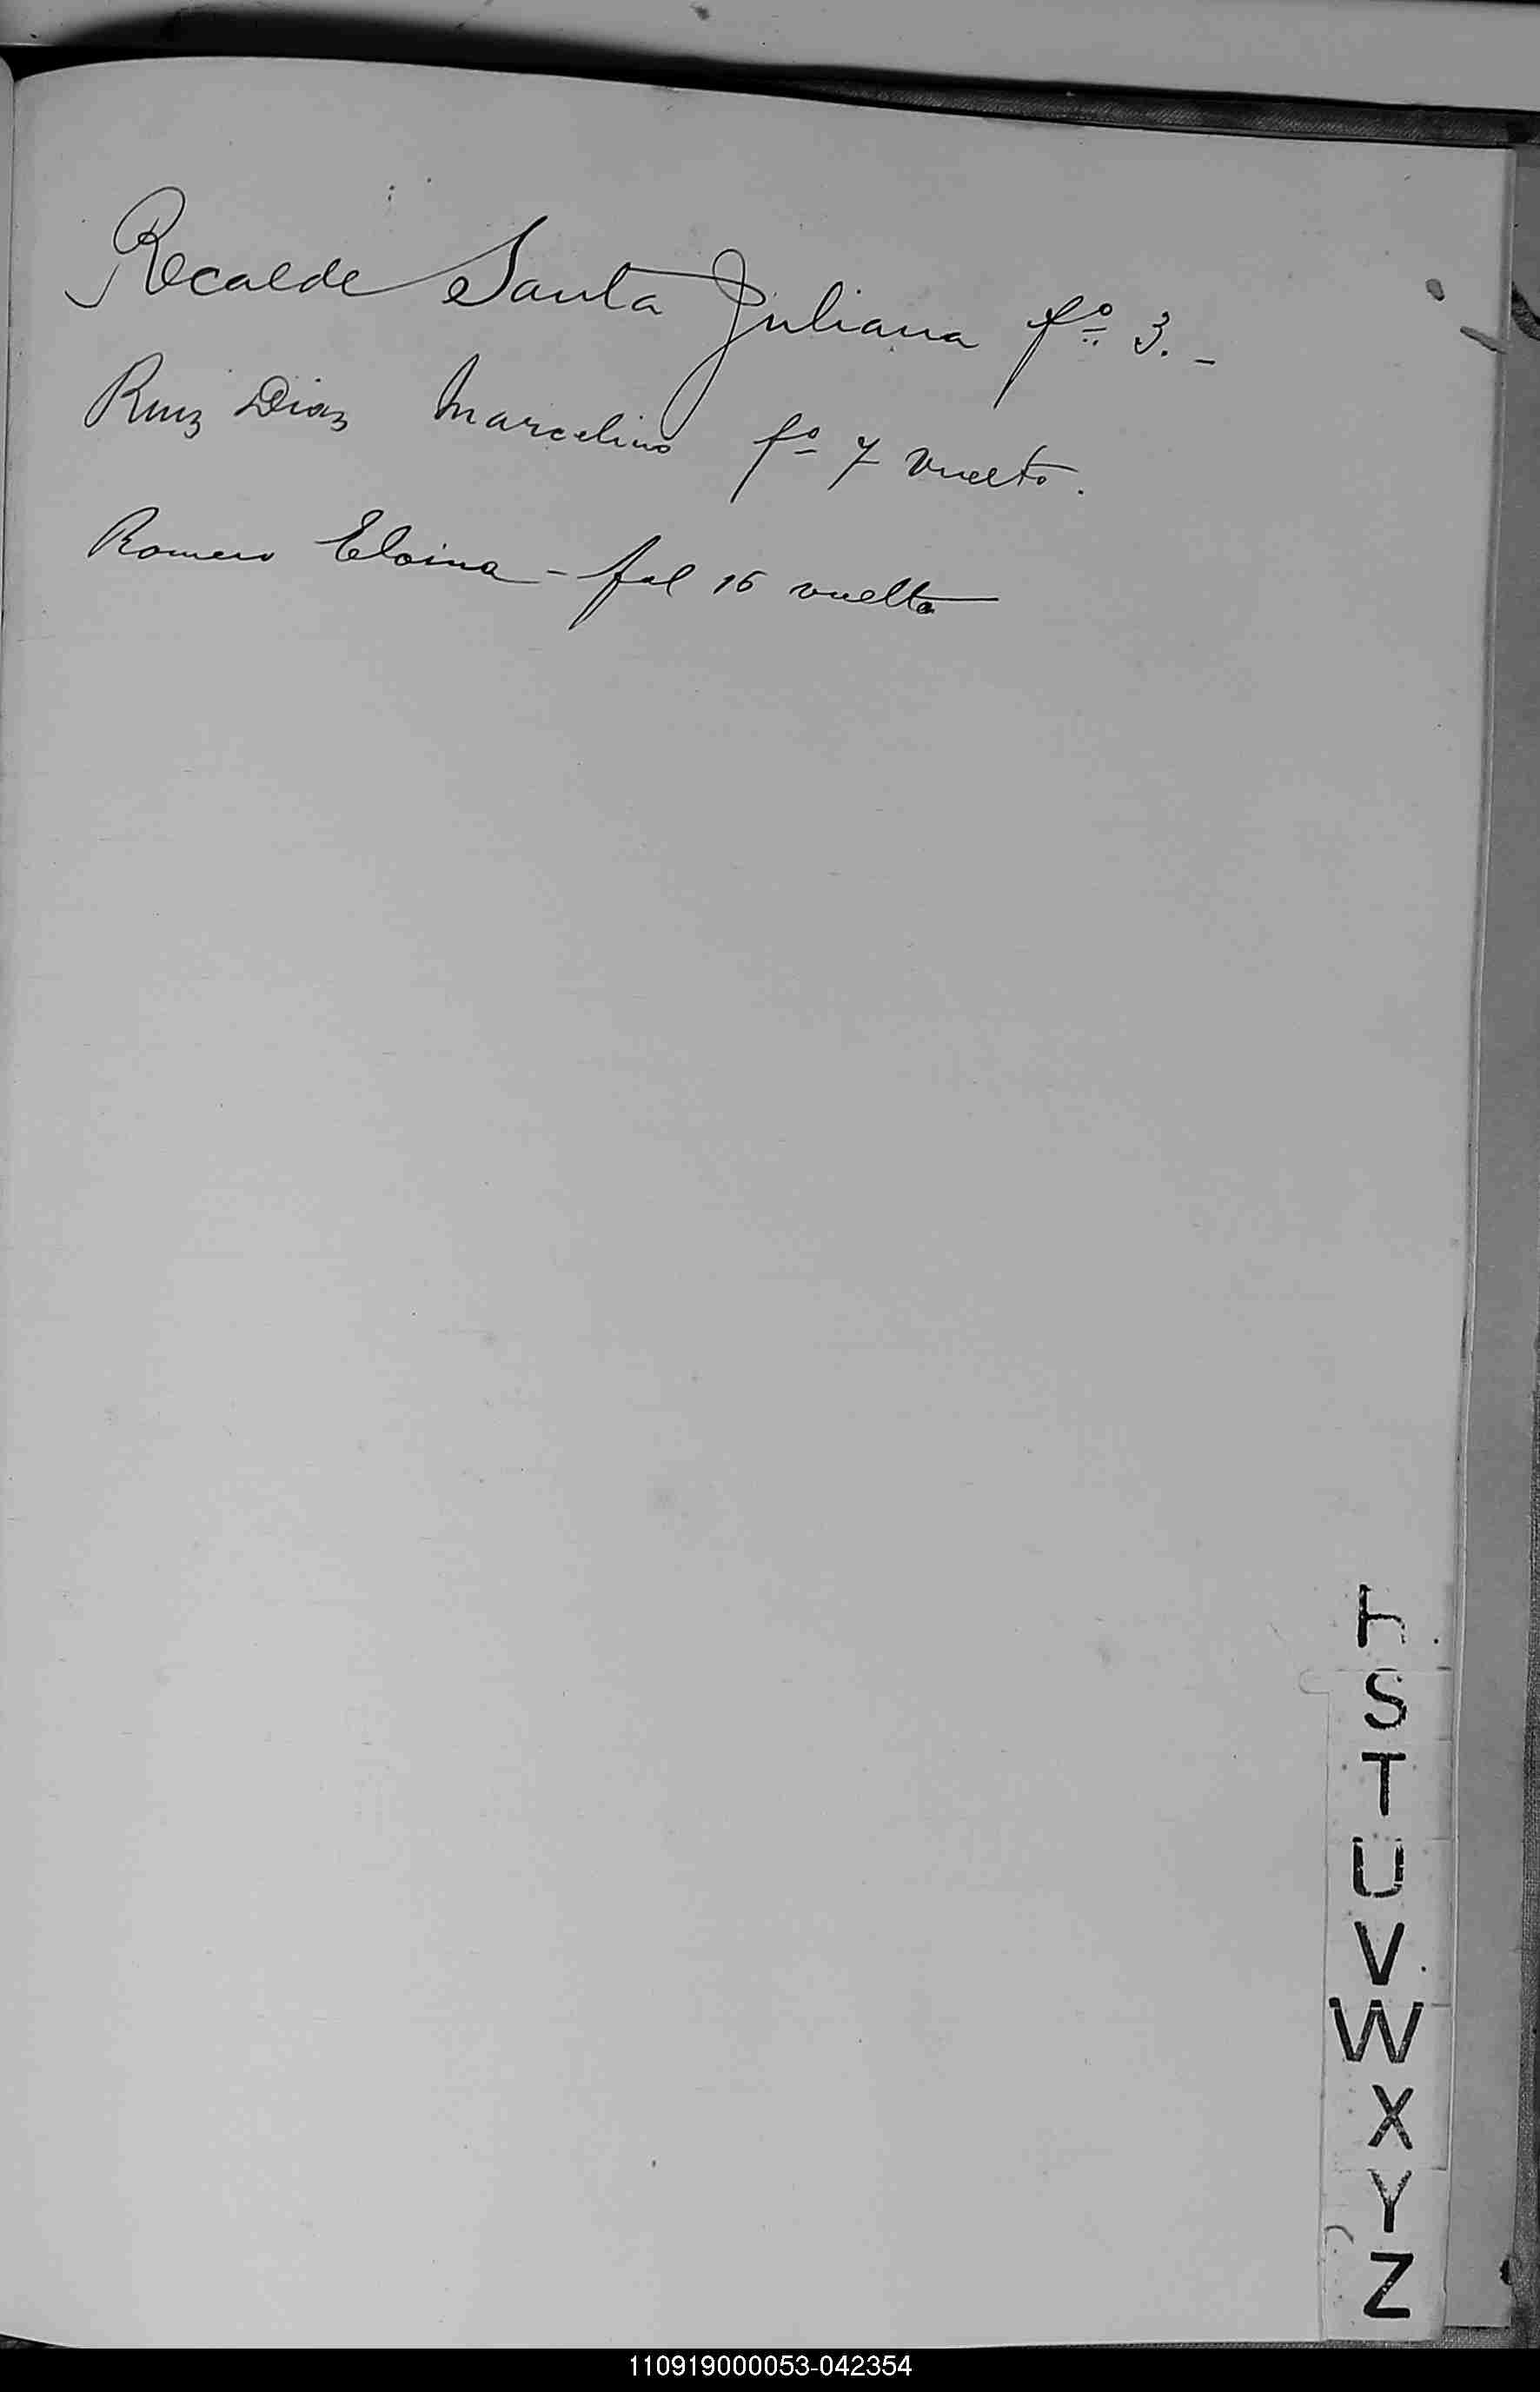 Recalde Santa Juliana fº 3.-
Ruiz Diaz Marcelino fº 7 vuelto.
Romero Eloina - fol 16 vuelta
R
S
T
U
V
W
X
Y
Z
110919000053-042354